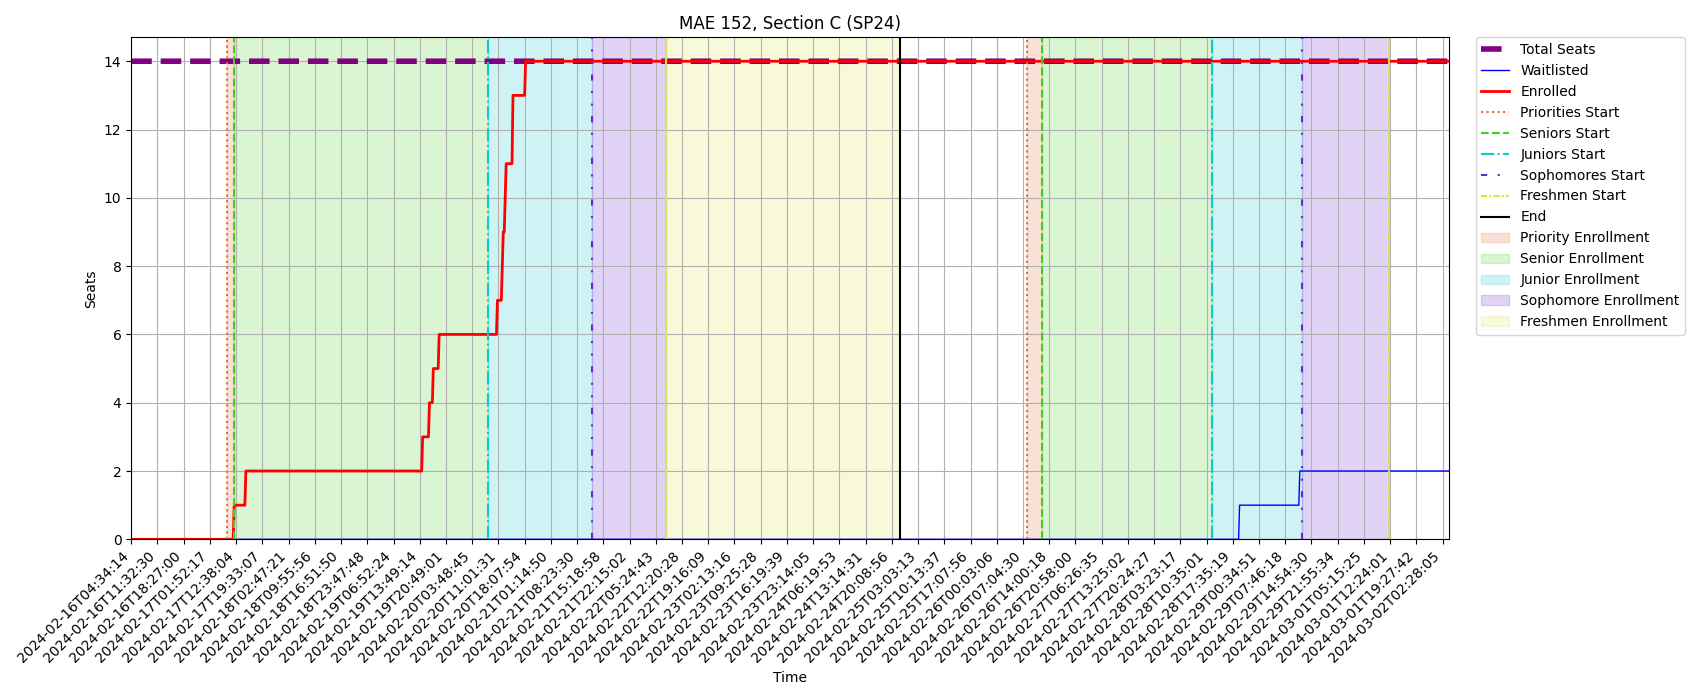 MAE 152, Section C (SP24)
Seats
14
12
10
8
6
4
2
0
2024-02-16T04:34:14
2024-02-16T11:32:30
2024-02-16T18:27:00
2024-02-17T01:52:17
2024-02-17T12:38:04
2024-02-17T19:33:07
2024-02-18T02:47:21
2024-02-18T09:55:56
2024-02-18T16:51:50
2024-02-18T23:47:48
2024-02-19T06:52:24
2024-02-19T13:49:14
2024-02-19T20:49:01
2024-02-20T03:48:45
2024-02-20T11:01:31
2024-02-20T18:07:54
2024-02-21T01:14:50
2024-02-21T08:23:30
2024-02-21T15:18:58
2024-02-21T22:15:02
2024-02-22T05:24:43
2024-02-22T12:20:28
2024-02-22T19:16:09
2024-02-23T02:13:16
2024-02-23T09:25:28
2024-02-23T16:19:39
2024-02-23T23:14:05
2024-02-24T06:19:53
2024-02-24T13:14:31
2024-02-24T20:08:56
2024-02-25T03:03:13
2024-02-25T10:13:37
2024-02-25T17:07:56
2024-02-26T00:03:06
2024-02-26T07:04:30
2024-02-26T14:00:18
2024-02-26T20:58:00
2024-02-27T06:26:35
2024-02-27T13:25:02
2024-02-27T20:24:27
2024-02-28T03:23:17
2024-02-28T10:35:01
2024-02-28T17:35:19
2024-02-29T00:34:51
2024-02-29T07:46:18
2024-02-29T14:54:30
2024-02-29T21:55:34
2024-03-01T05:15:25
2024-03-01T12:24:01
2024-03-01T19:27:42
2024-03-02T02:28:05
Time
Total Seats
Waitlisted
Enrolled
Priorities Start
Seniors Start
Juniors Start
Sophomores Start
Freshmen Start
End
Priority Enrollment
Senior Enrollment
Junior Enrollment
Sophomore Enrollment
Freshmen Enrollment